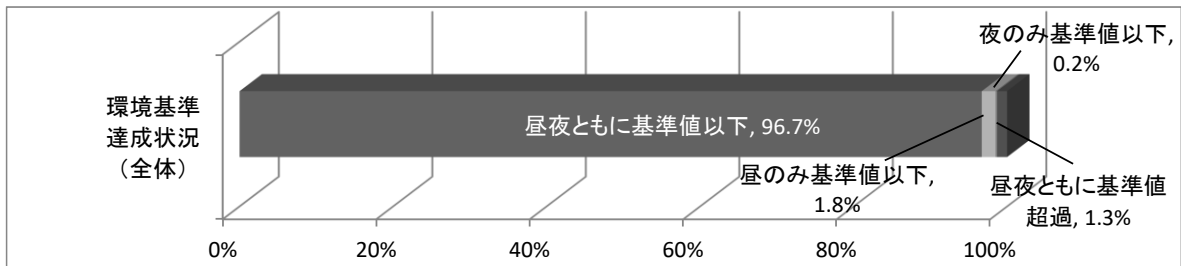 夜のみ基準値以下,
0.2%
環境基準
達成状況
（全体）
昼夜ともに基準値以下, 96.7%
昼のみ基準値以下,
1.8%
昼夜ともに基準値
超過, 1.3%
0%
20%
40%
60%
80%
100%